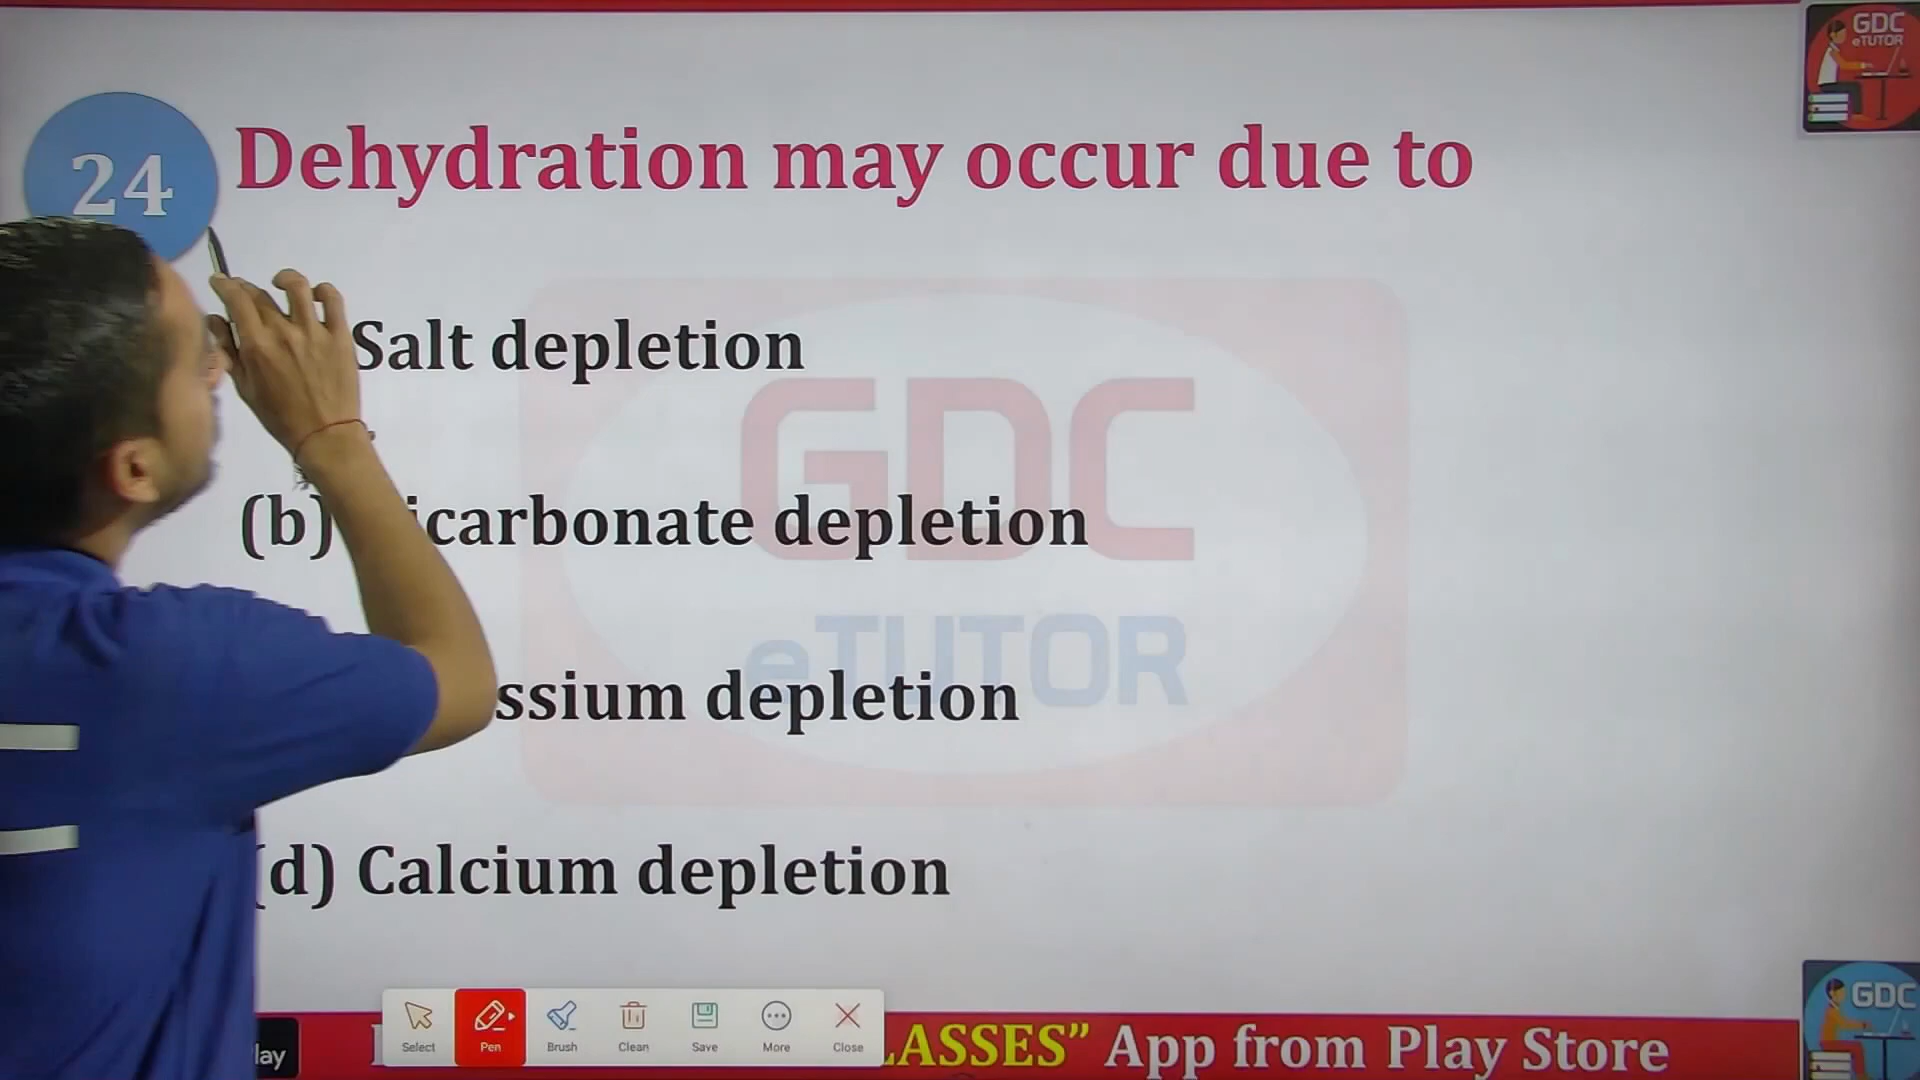 GDC
eTUTOR
24
Dehydration may occur due to
Salt depletion
(b) icarbonate depletion
ssium depletion
(d) Calcium depletion
GDC
eTUTOR
Select
Pen
Brush
Clean
Save
More
Close
lay
LASSES” App from Play Store
GDC